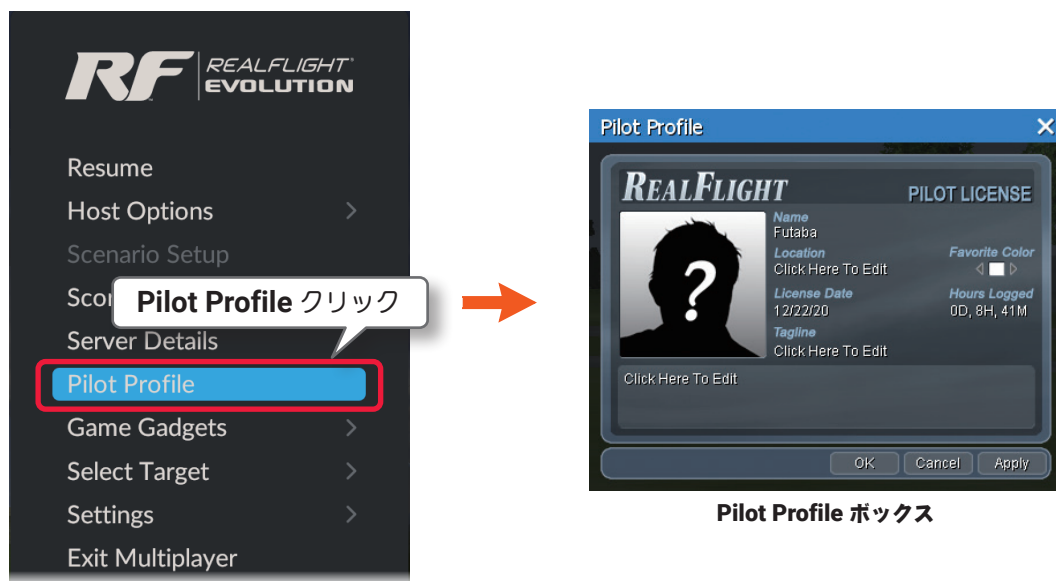 RF REALFLIGHT
EVOLUTION
Resume
Host Options
Scenario Setup
Scor
Pilot Profile クリック
Server Details
Pilot Profile
Game Gadgets
Select Target
Settings
Exit Multiplayer
Pilot Profile
REALFLIGHT
PILOT LICENSE
?
Name
Futaba
Location
Click Here To Edit
Favorite Color
License Date
12/22/20
Hours Logged
0D, 8H, 41M
Tagline
Click Here To Edit
Click Here To Edit
OK
Cancel
Apply
Pilot Profile ボックス